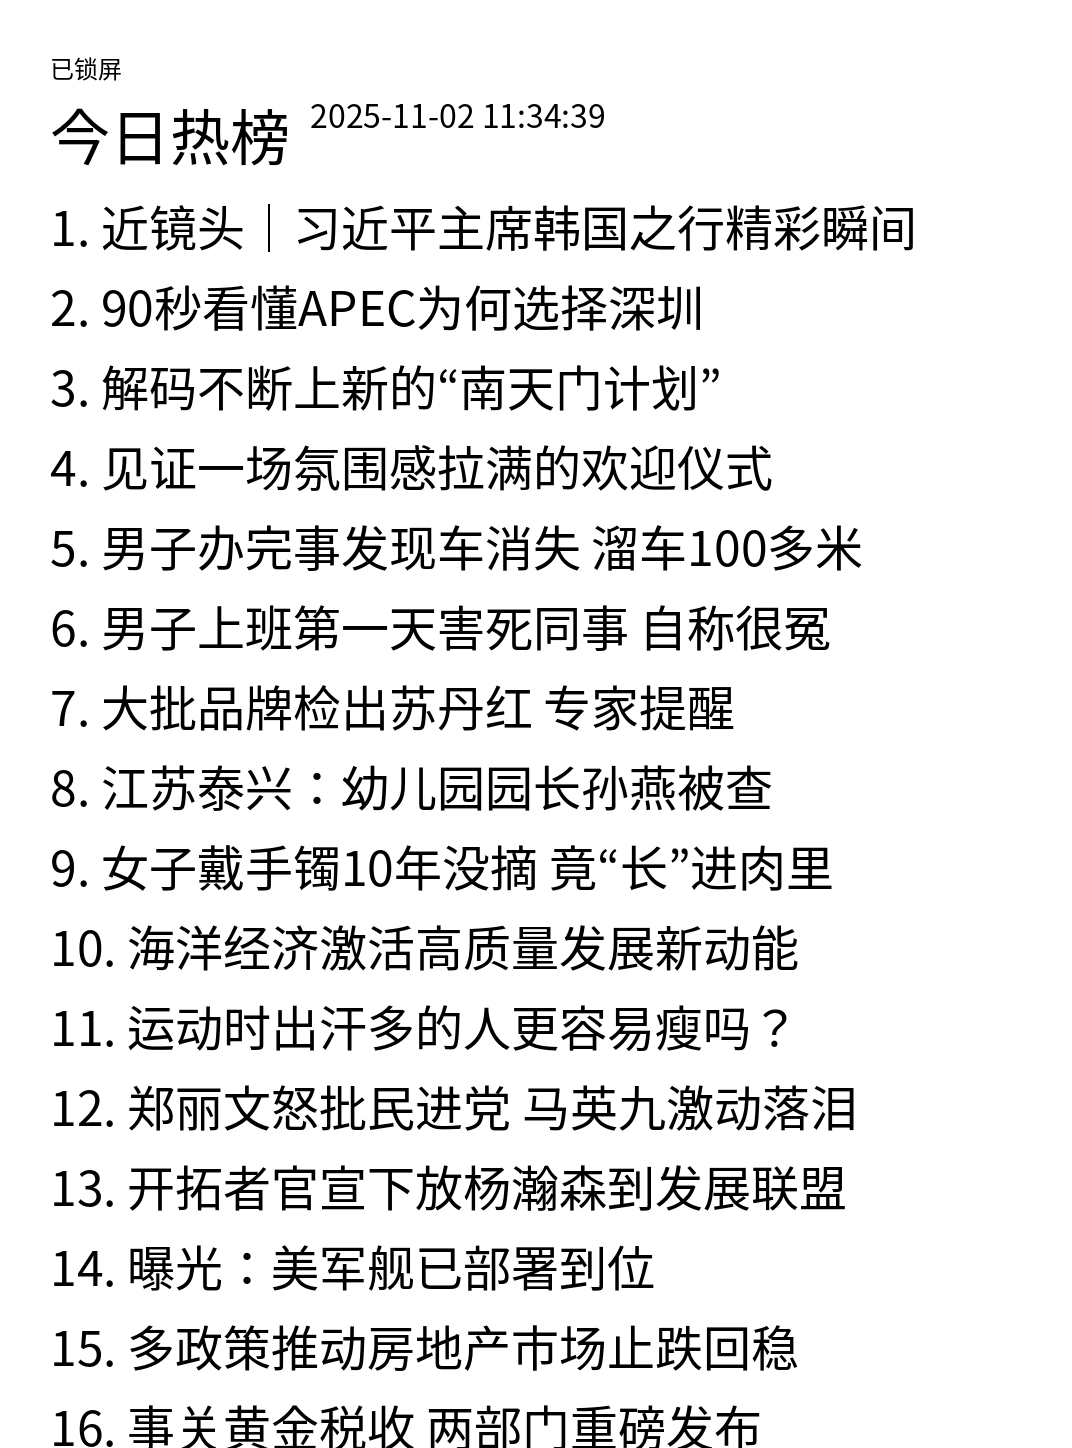 已锁屏
今日热榜 2025-11-02 11:34:39
1. 近镜头｜习近平主席韩国之行精彩瞬间
2. 90秒看懂APEC为何选择深圳
3. 解码不断上新的“南天门计划”
4. 见证一场氛围感拉满的欢迎仪式
5. 男子办完事发现车消失 溜车100多米
6. 男子上班第一天害死同事 自称很冤
7. 大批品牌检出苏丹红 专家提醒
8. 江苏泰兴：幼儿园园长孙燕被查
9. 女子戴手镯10年没摘 竟“长”进肉里
10. 海洋经济激活高质量发展新动能
11. 运动时出汗多的人更容易瘦吗？
12. 郑丽文怒批民进党 马英九激动落泪
13. 开拓者官宣下放杨瀚森到发展联盟
14. 曝光：美军舰已部署到位
15. 多政策推动房地产市场止跌回稳
16. 事关黄金税收 两部门重磅发布